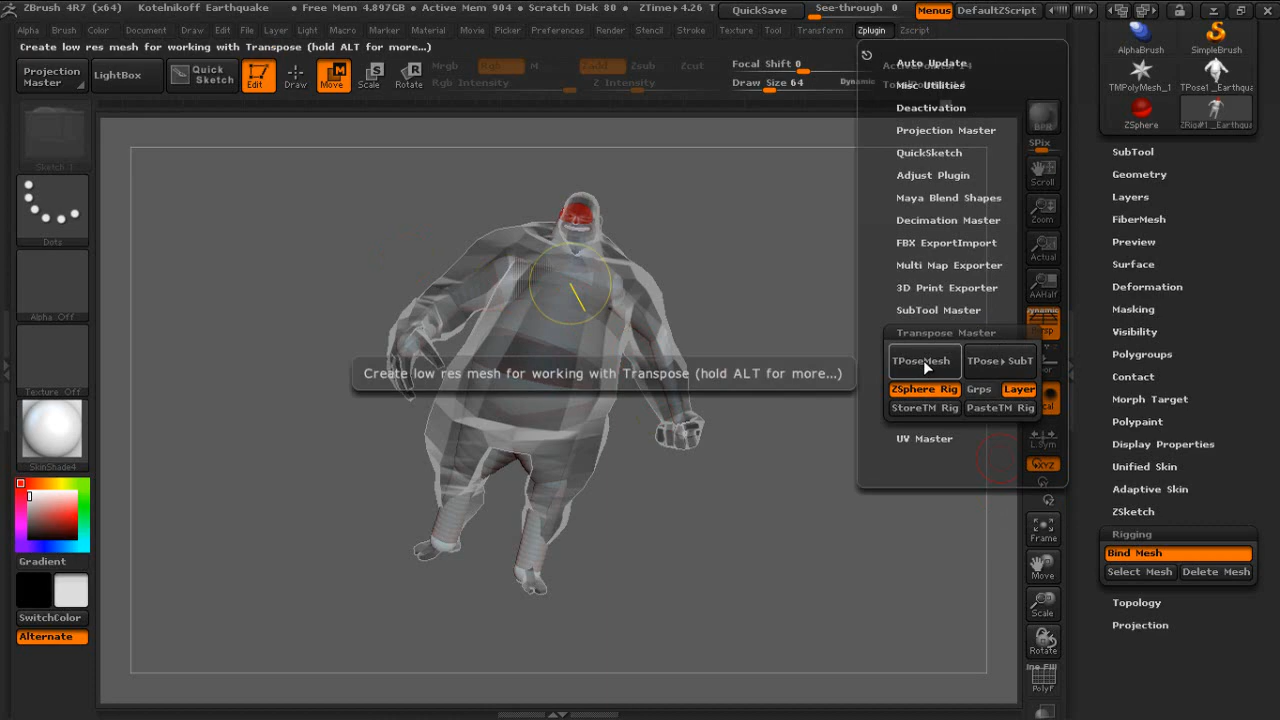 ZBrush 4R7 (x64)
Kotelnikoff Earthquake
• Free Mem 4.897GB • Active Mem 904 • Scratch Disk 80 • ZTime▸4.26 T
QuickSave
See-through 0
Menus
DefaultZScript
Alpha
Brush
Color
Document
Draw
Edit
File
Layer
Light
Macro
Marker
Material
Movie
Picker
Preferences
Render
Stencil
Stroke
Texture
Tool
Transform
Zplugin
Zscript
Create low res mesh for working with Transpose (hold ALT for more...)
Projection Master
LightBox
Quick Sketch
Edit
Draw
Move
Scale
Rotate
Mrgb
Rgb
M
Rgb Intensity
Zadd
Zsub
Zcut
Z Intensity
Focal Shift 0
Draw Size 64
Dynamic
Auto Update
Misc Utilities
Deactivation
Projection Master
QuickSketch
Adjust Plugin
Maya Blend Shapes
Decimation Master
FBX ExportImport
Multi Map Exporter
3D Print Exporter
SubTool Master
Transpose Master
TPoseMesh
TPose▸SubT
ZSphere Rig
Grps
Layer
StoreTM Rig
PasteTM Rig
UV Master
Create low res mesh for working with Transpose (hold ALT for more...)
Sketch 1
Dots
Alpha Off
Texture Off
SkinShade4
Gradient
SwitchColor
Alternate
BPR
SPix
Scroll
Zoom
Actual
AAHalf
Dynamic
Persp
L.Sym
XYZ
Frame
Move
Scale
Rotate
Line Fill
PolyF
AlphaBrush
SimpleBrush
TMPolyMesh_1
TPose1_Earthqua
ZSphere
ZRig#1_Earthqua
SubTool
Geometry
Layers
FiberMesh
Preview
Surface
Deformation
Masking
Visibility
Polygroups
Contact
Morph Target
Polypaint
Display Properties
Unified Skin
Adaptive Skin
ZSketch
Rigging
Bind Mesh
Select Mesh
Delete Mesh
Topology
Projection